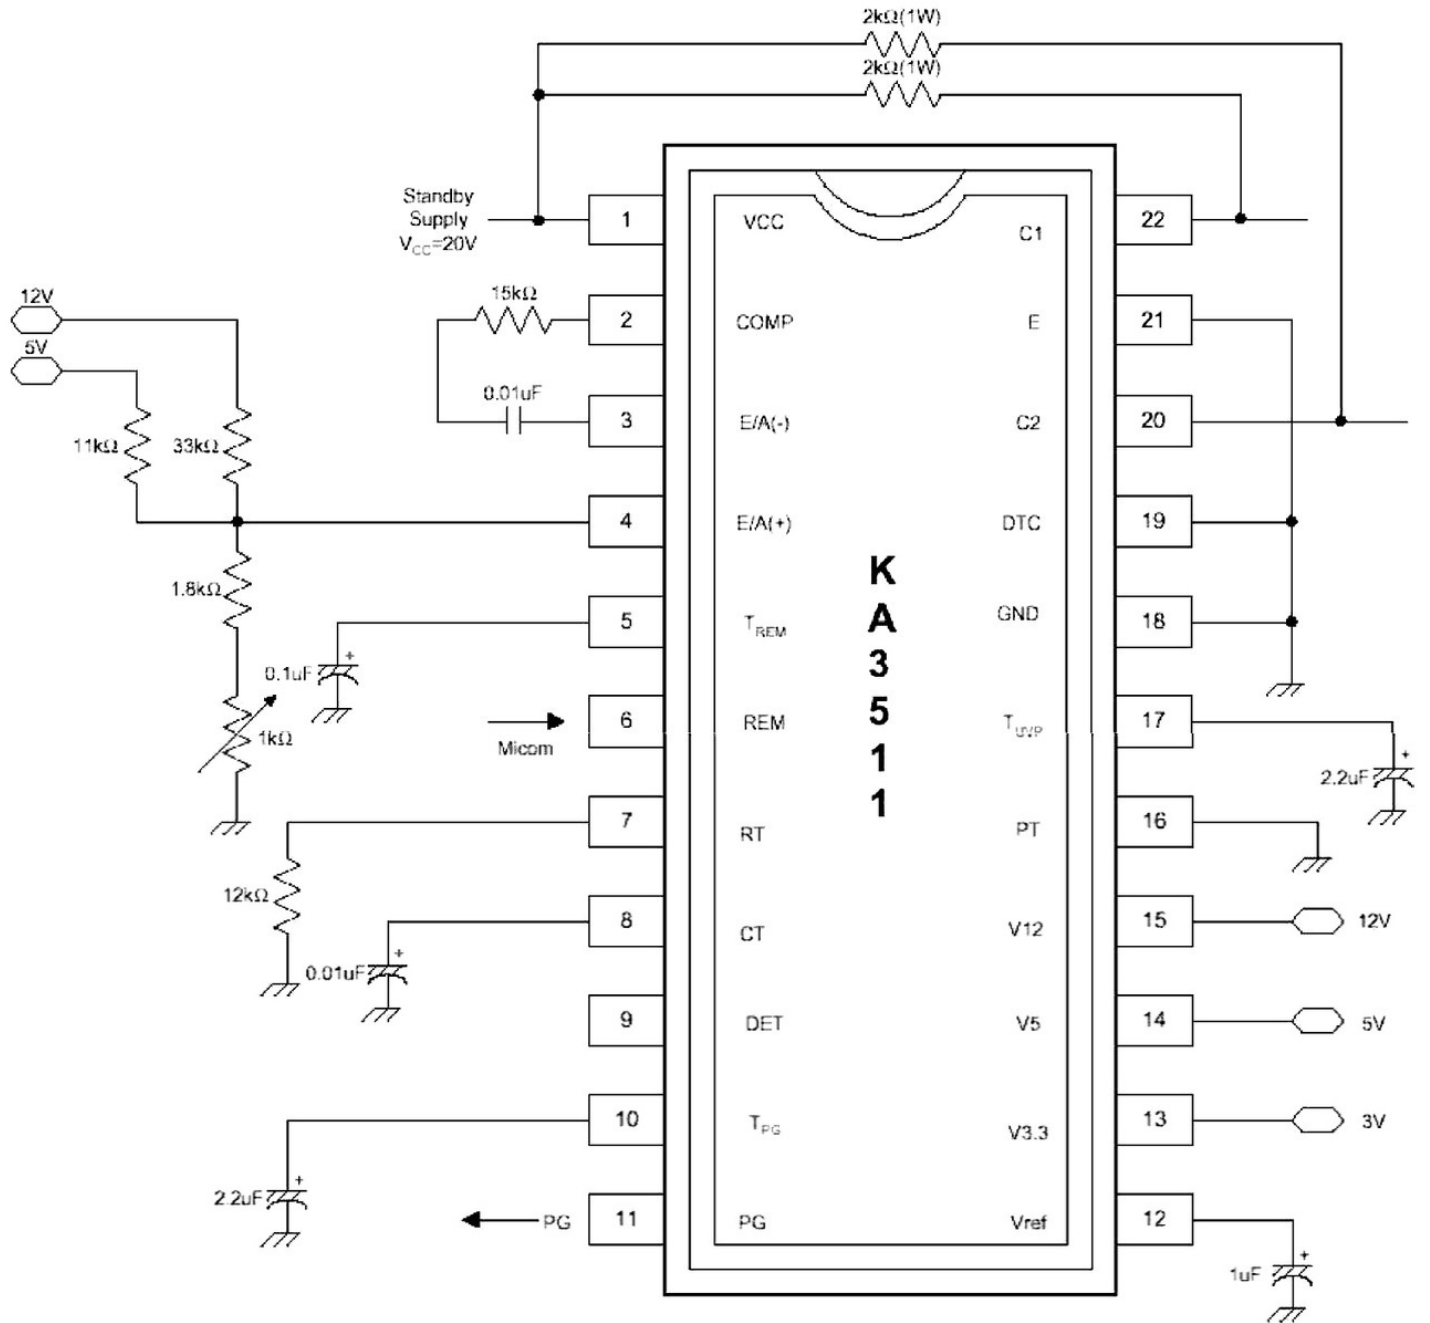 2kΩ(1W)
2kΩ(1W)
Standby
Supply
VCC=20V
1
VCC
C1
22
12V
15kΩ
2
COMP
E
21
5V
0.01uF
3
E/A(-)
C2
20
11kΩ
33kΩ
4
E/A(+)
DTC
19
K
A
3
5
1
1
1.8kΩ
5
TREM
GND
18
0.1uF
6
REM
TUVP
17
Micom
1kΩ
2.2uF
7
RT
PT
16
12kΩ
8
CT
V12
15
12V
0.01uF
9
DET
V5
14
5V
10
TPG
V3.3
13
3V
2.2uF
PG
11
PG
Vref
12
1uF
+
+
+
+
+